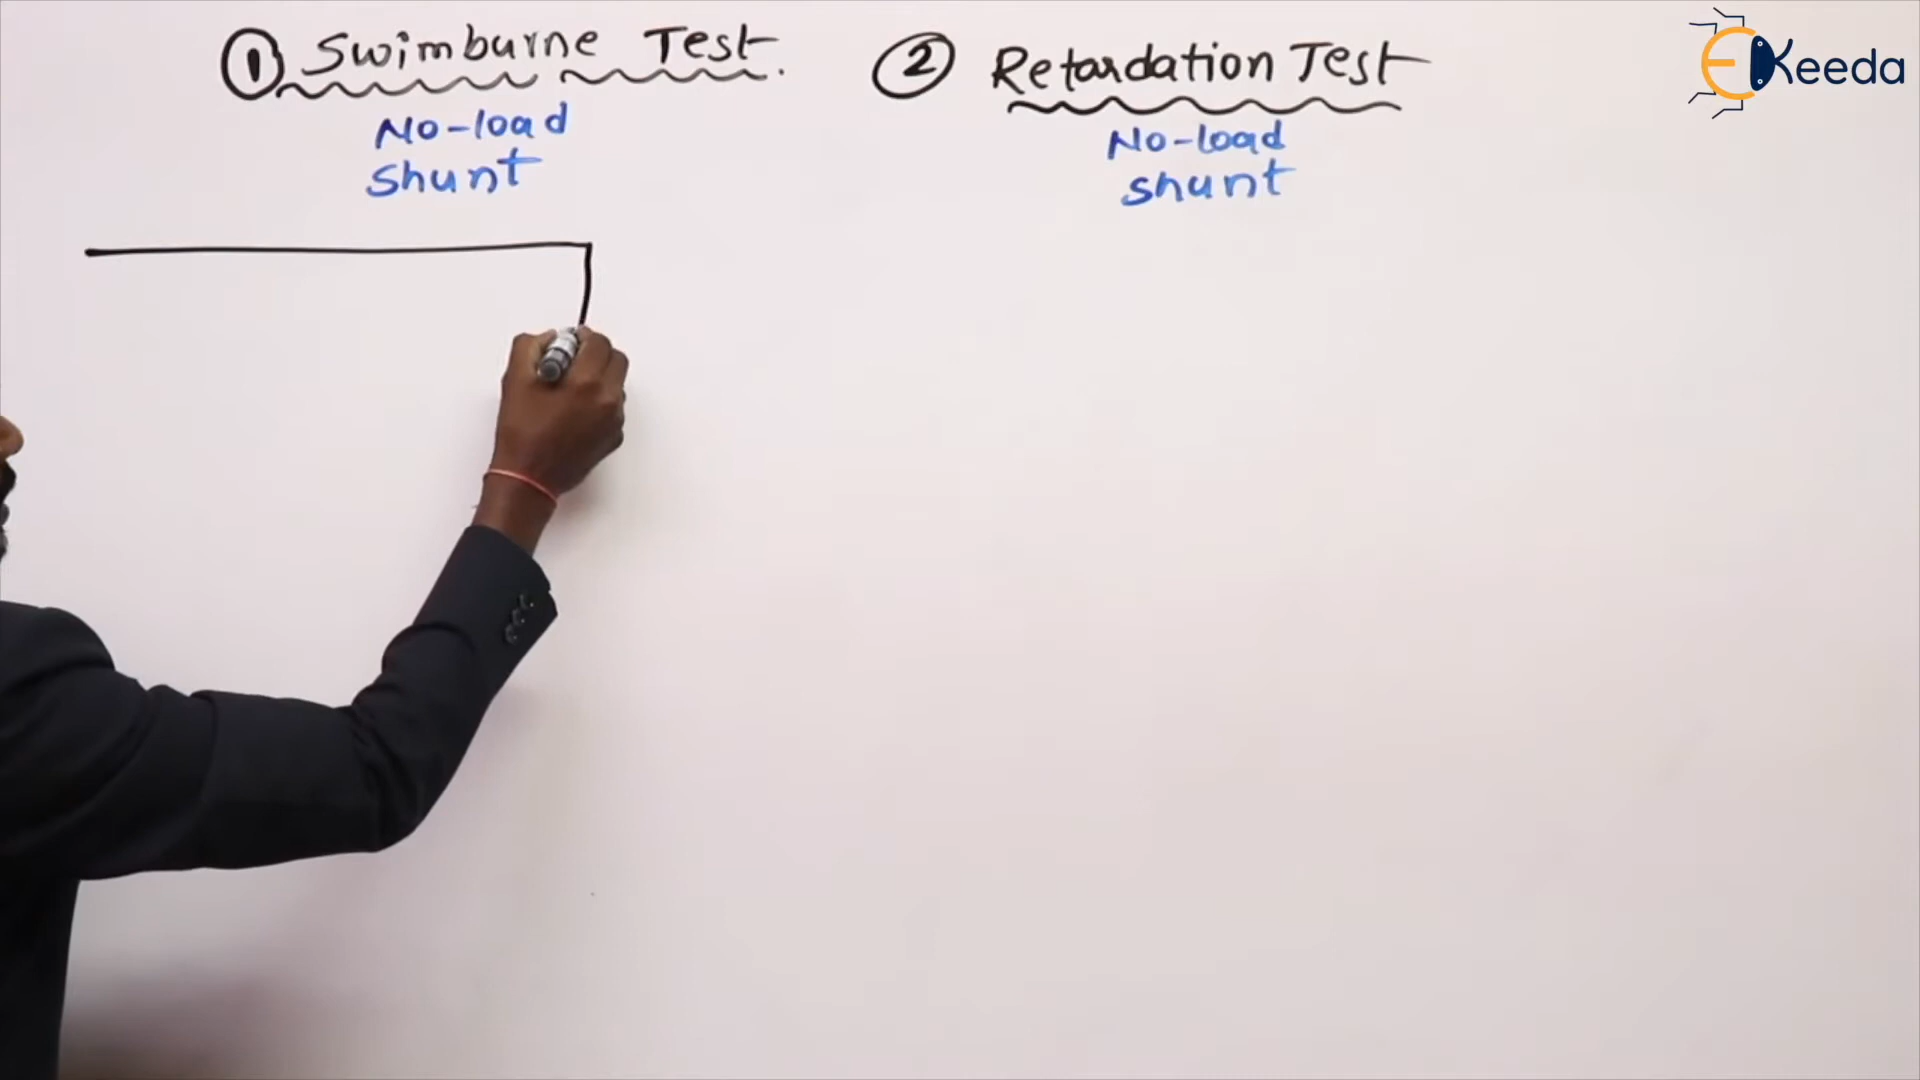 ① Swimburne Test.
No-load
Shunt
② Retardation Test
No-load
shunt
EKeeda